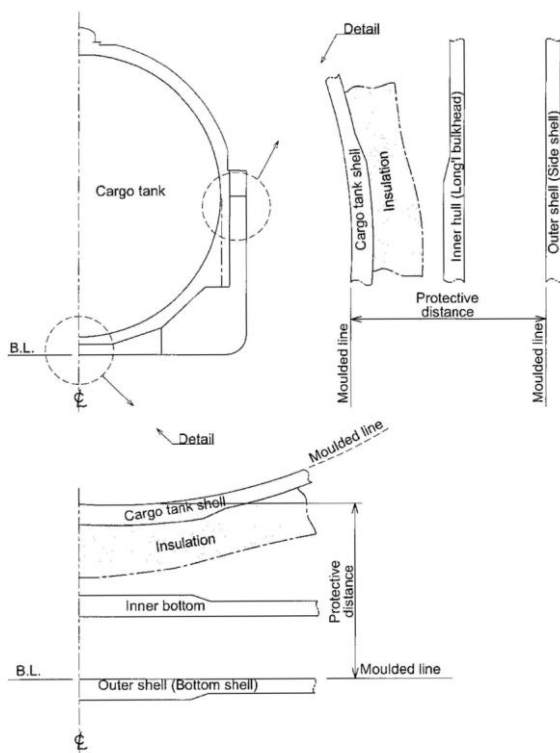 Detail
Cargo tank
Cargo tank shell
Insulation
Inner hull (Long'l bulkhead)
Outer shell (Side shell)
Protective
distance
Moulded line
Moulded line
B.L.
℄
Detail
Moulded line
Cargo tank shell
Insulation
Protective
distance
Inner bottom
B.L.
Moulded line
Outer shell (Bottom shell)
℄